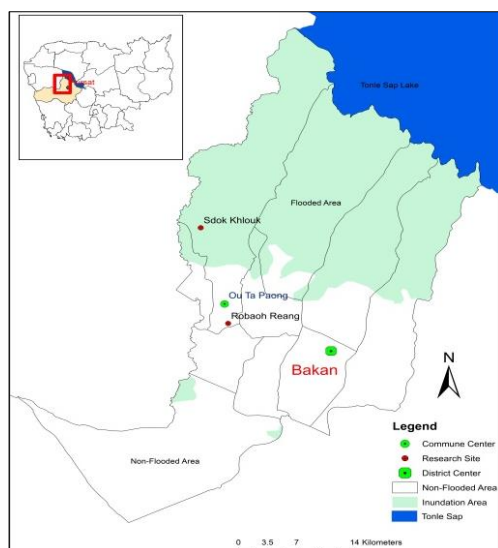 Tonle Sap Lake
Flooded Area
Sdok Khlouk
Ou Ta Paong
Robaoh Reang
Bakan
N
Non-Flooded Area
Legend
Commune Center
Research Site
District Center
Non-Flooded Area
Inundation Area
Tonle Sap
0 3.5 7 14 Kilometers